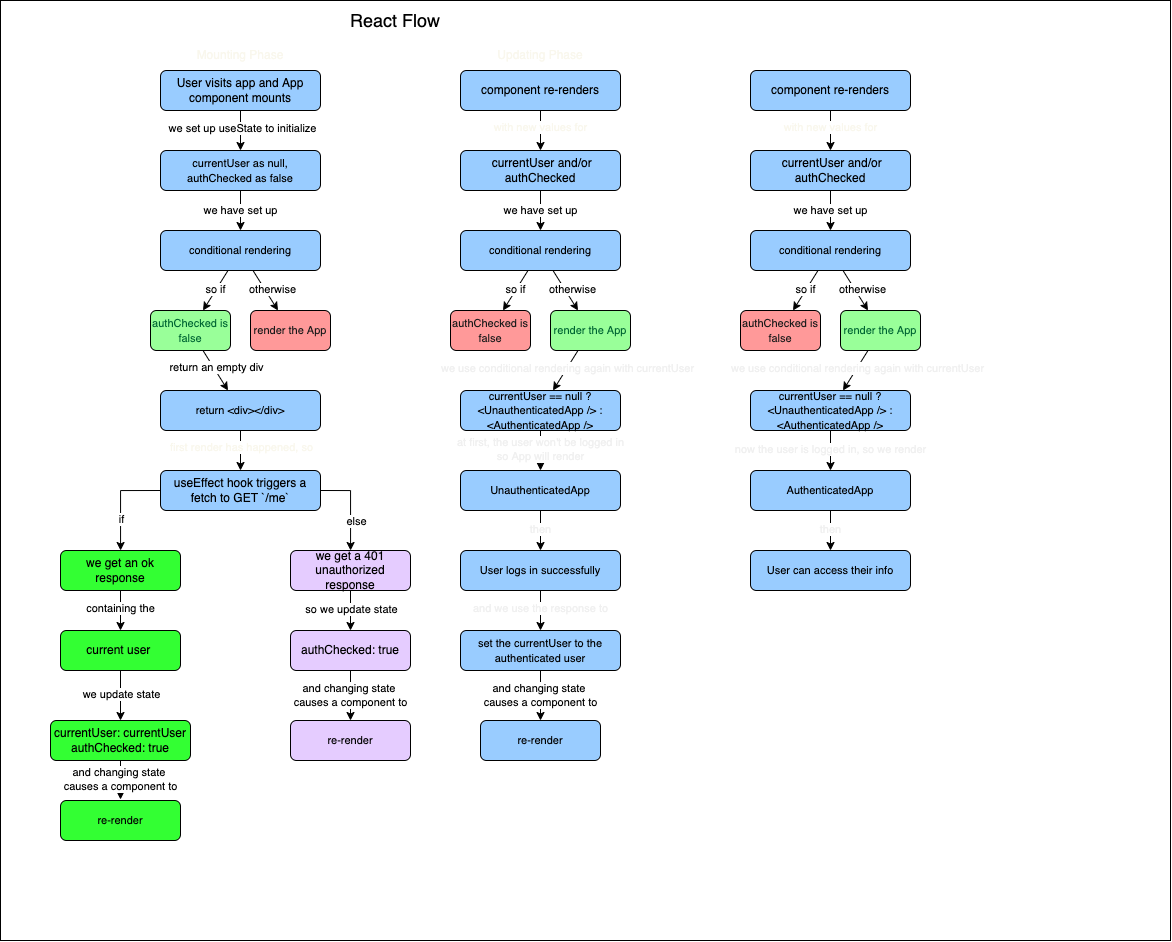 React Flow
Mounting Phase
User visits app and App
component mounts
we set up useState to initialize
currentUser as null,
authChecked as false
we have set up
conditional rendering
so if
otherwise
authChecked is
false
render the App
return an empty div
return <div></div>
first render has happened, so
useEffect hook triggers a
fetch to GET `/me`
if
else
we get an ok
response
containing the
current user
we update state
currentUser: currentUser
authChecked: true
and changing state
causes a component to
re-render
we get a 401
unauthorized
response
so we update state
authChecked: true
and changing state
causes a component to
re-render
Updating Phase
component re-renders
with new values for
currentUser and/or
authChecked
we have set up
conditional rendering
so if
otherwise
authChecked is
false
render the App
we use conditional rendering again with currentUser
currentUser == null ?
<UnauthenticatedApp /> :
<AuthenticatedApp />
at first, the user won't be logged in
so App will render
UnauthenticatedApp
then
User logs in successfully
and we use the response to
set the currentUser to the
authenticated user
and changing state
causes a component to
re-render
component re-renders
with new values for
currentUser and/or
authChecked
we have set up
conditional rendering
so if
otherwise
authChecked is
false
render the App
we use conditional rendering again with currentUser
currentUser == null ?
<UnauthenticatedApp /> :
<AuthenticatedApp />
now the user is logged in, so we render
AuthenticatedApp
then
User can access their info